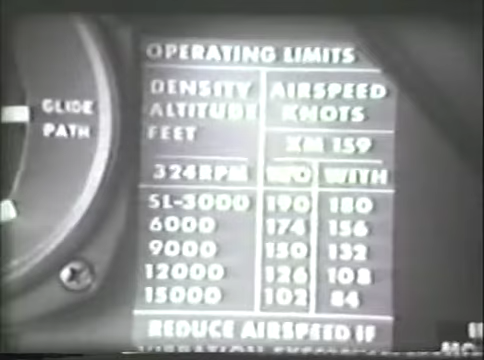 OPERATING LIMITS
DENSITY ALTITUDE FEET
AIRSPEED KNOTS
XM 159
324RPM W/O WITH
SL-3000 190 180
6000 174 156
9000 150 132
12000 126 108
15000 102 84
REDUCE AIRSPEED IF
VIBRATION
GLIDE
PATH